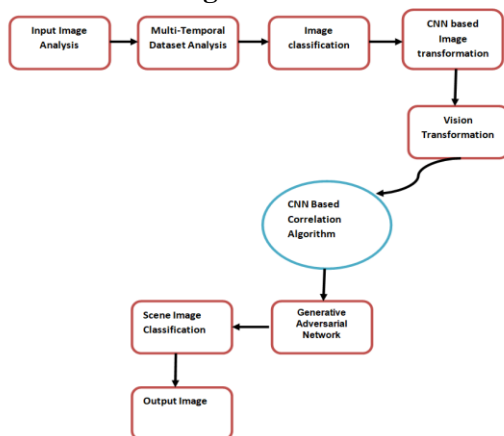 Input Image
Analysis
Multi-Temporal
Dataset Analysis
Image
classification
CNN based
Image
transformation
Vision
Transformation
CNN Based
Correlation
Algorithm
Generative
Adversarial
Network
Scene Image
Classification
Output Image